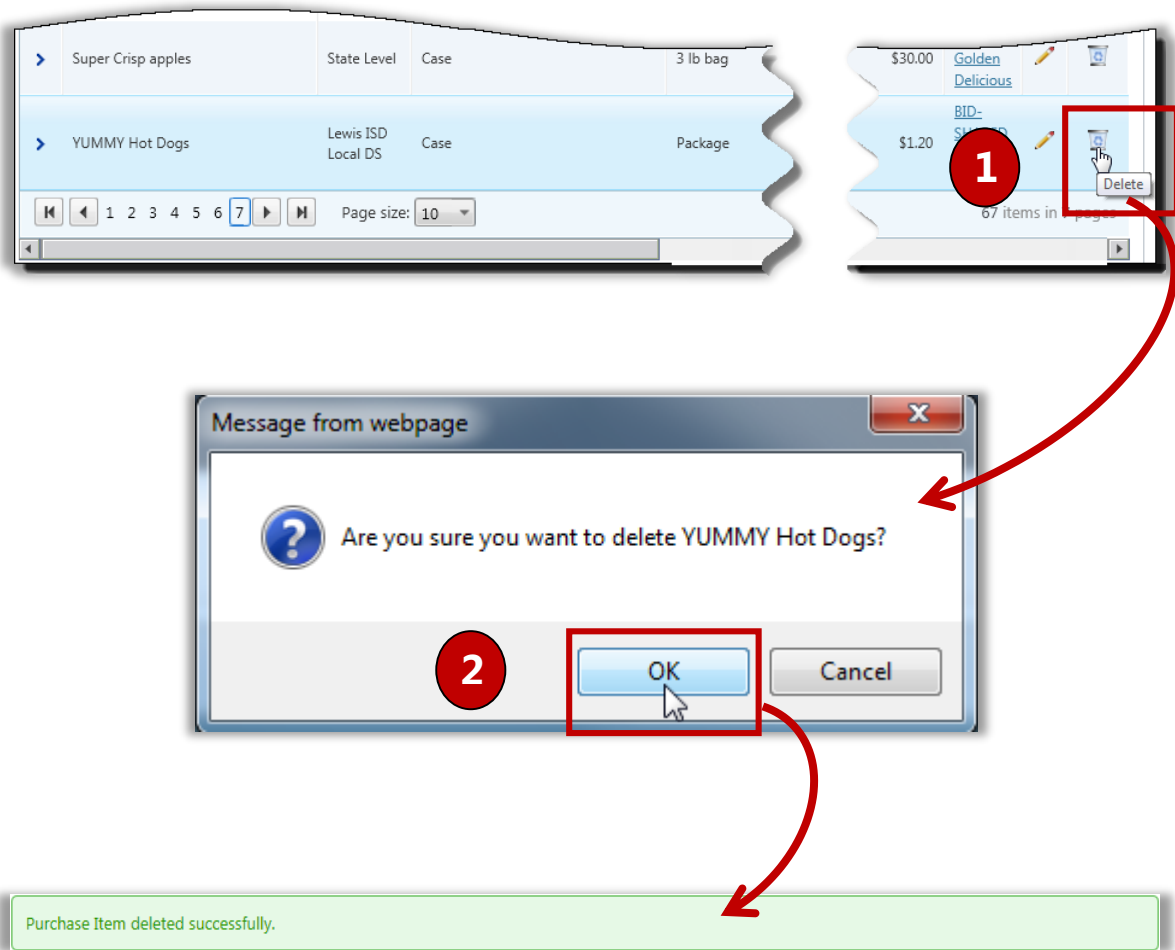 Super Crisp apples State Level Case 3 lb bag $30.00 Golden
Delicious
BID-
YUMMY Hot Dogs Lewis ISD Local DS Case Package $1.20
1
Delete
1 2 3 4 5 6 7 Page size: 10 67 items in pages
Message from webpage
Are you sure you want to delete YUMMY Hot Dogs?
2 OK Cancel
Purchase Item deleted successfully.